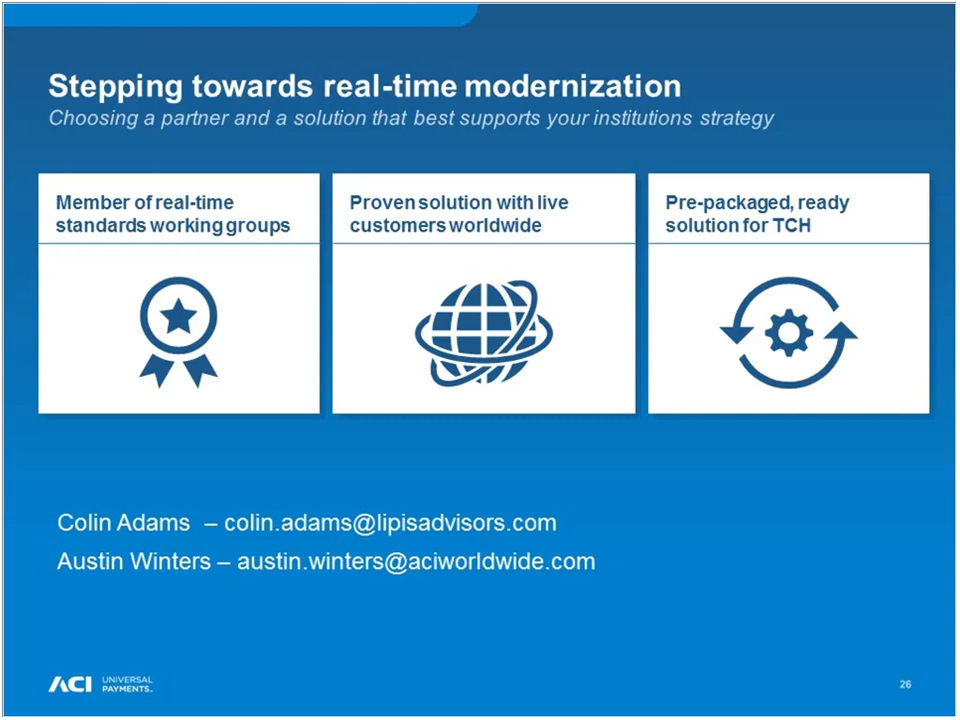 Stepping towards real-time modernization
Choosing a partner and a solution that best supports your institutions strategy
Member of real-time
standards working groups
Proven solution with live
customers worldwide
Pre-packaged, ready
solution for TCH
Colin Adams – colin.adams@lipisadvisors.com
Austin Winters – austin.winters@aciworldwide.com
ACI UNIVERSAL
PAYMENTS.
26